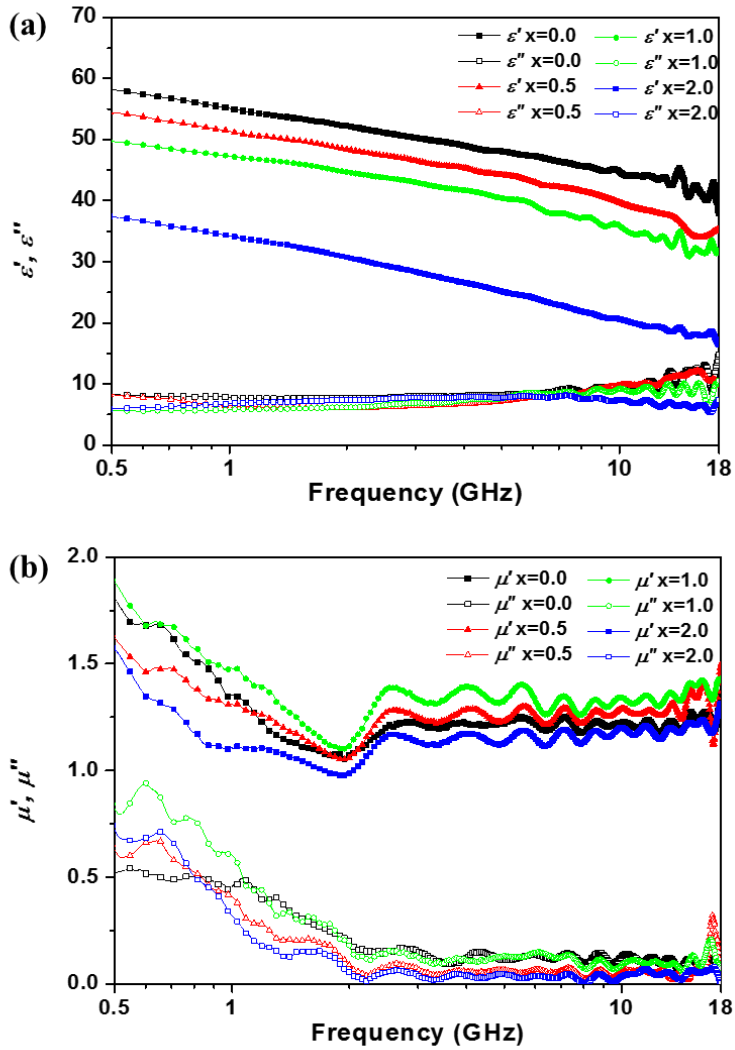 (a)
70
60
50
40
30
20
10
0
ε', ε''
ε' x=0.0
ε'' x=0.0
ε' x=0.5
ε'' x=0.5
ε' x=1.0
ε'' x=1.0
ε' x=2.0
ε'' x=2.0
0.5 1 10 18
Frequency (GHz)
(b)
2.0
1.5
1.0
0.5
0.0
μ', μ''
μ' x=0.0
μ'' x=0.0
μ' x=0.5
μ'' x=0.5
μ' x=1.0
μ'' x=1.0
μ' x=2.0
μ'' x=2.0
0.5 1 10 18
Frequency (GHz)